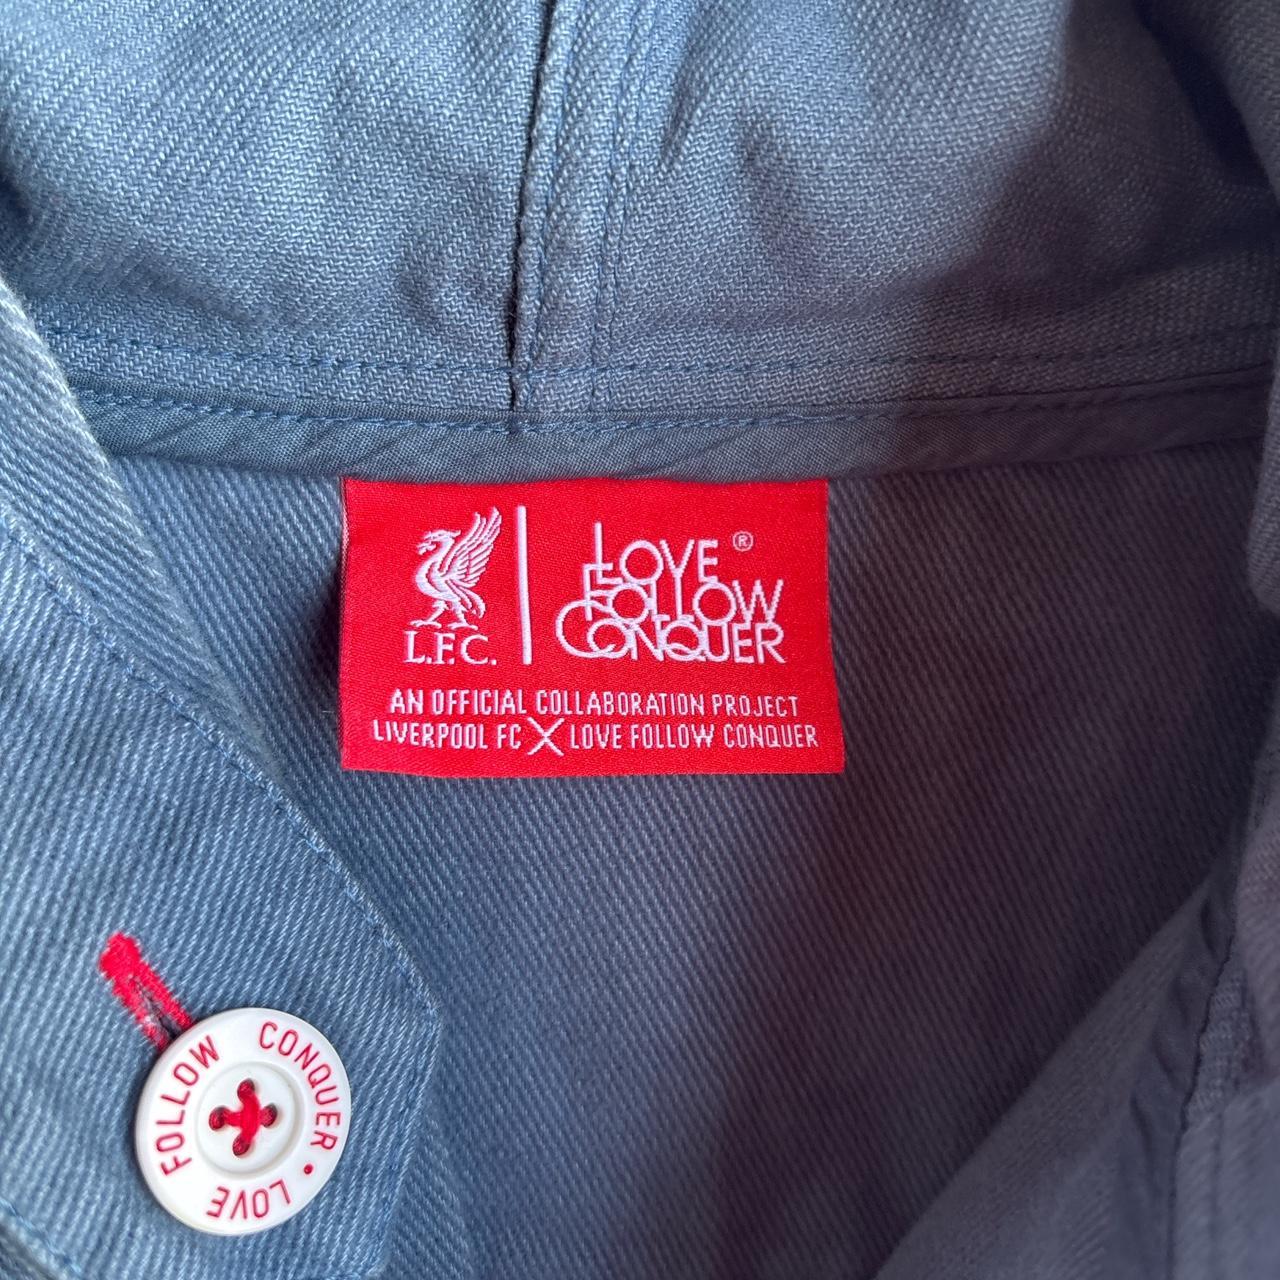 L.F.C.
LOVE ®
FOLLOW
CONQUER
AN OFFICIAL COLLABORATION PROJECT
LIVERPOOL FC X LOVE FOLLOW CONQUER
LOVE FOLLOW CONQUER •